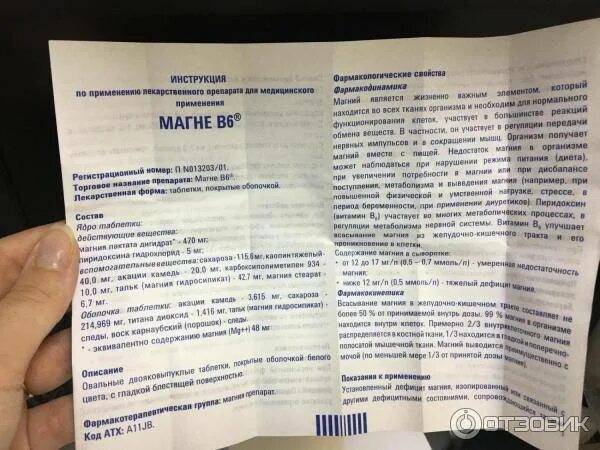 ИНСТРУКЦИЯ
по применению лекарственного препарата для медицинского
применения
МАГНЕ В6®
Регистрационный номер: П N013203/01.
Торговое название препарата: Магне В6®.
Лекарственная форма: таблетки, покрытые оболочкой.
Состав
Ядро таблетки:
действующие вещества:
магния лактата дигидрат* - 470 мг;
пиридоксина гидрохлорид - 5 мг;
вспомогательные вещества: сахароза - 115,6мг, каолин тяжелый-
40,0 мг, акации камедь – 20,0 мг, карбоксиполиметилен 934 -
10,0 мг, тальк (магния гидросиликат) - 42,7 мг, магния стеарат -
6,7 мг.
Оболочка таблетки: акации камедь - 3,615 мг, сахароза -
214,969 мг, титана диоксид - 1,416 мг, тальк (магния гидросиликат) -
следы, воск карнаубский (порошок) - следы.
* - эквивалентно содержанию магния (Mg++) 48 мг
Описание
Овальные двояковыпуклые таблетки, покрытые оболочкой белого
цвета, с гладкой блестящей поверхностью.
Фармакотерапевтическая группа: магния препарат.
Код АТХ: A11JB.
Фармакологические свойства
Фармакодинамика
Магний является жизненно важным элементом, который
находится во всех тканях организма и необходим для нормального
функционирования клеток, участвует в большинстве реакций
обмена веществ. В частности, он участвует в регуляции передачи
нервных импульсов и в сокращении мышц. Организм получает
магний вместе с пищей. Недостаток магния в организме
может наблюдаться при нарушении режима питания (диета),
при увеличении потребности в магнии или при дисбалансе
поступления, метаболизма и выведения магния (например, при
повышенной физической и умственной нагрузке, стрессе, в
период беременности, при применении диуретиков). Пиридоксин
(витамин В6) участвует во многих метаболических процессах, в
регуляции метаболизма нервной системы. Витамин В6 улучшает
всасывание магния из желудочно-кишечного тракта и его
проникновение в клетки.
Содержание магния в сыворотке:
• от 12 до 17 мг/л (0,5 – 0,7 ммоль/л) - умеренная недостаточность
магния;
• ниже 12 мг/л (0,5 ммоль/л) - тяжелый дефицит магния.
Фармакокинетика
Всасывание магния в желудочно-кишечном тракте составляет не
более 50 % от принимаемой внутрь дозы. 99 % магния в организме
находится внутри клеток. Примерно 2/3 внутриклеточного магния
распределяется в костной ткани, 1/3 находится в гладкой и поперечно-
полосатой мышечной ткани. Магний выводится преимущественно с
мочой (по меньшей мере 1/3 от принятой дозы магния).
Показания к применению
Установленный дефицит магния, изолированный или связанный с
другими дефицитными состояниями, сопровождающийся
ОТЗОВИК